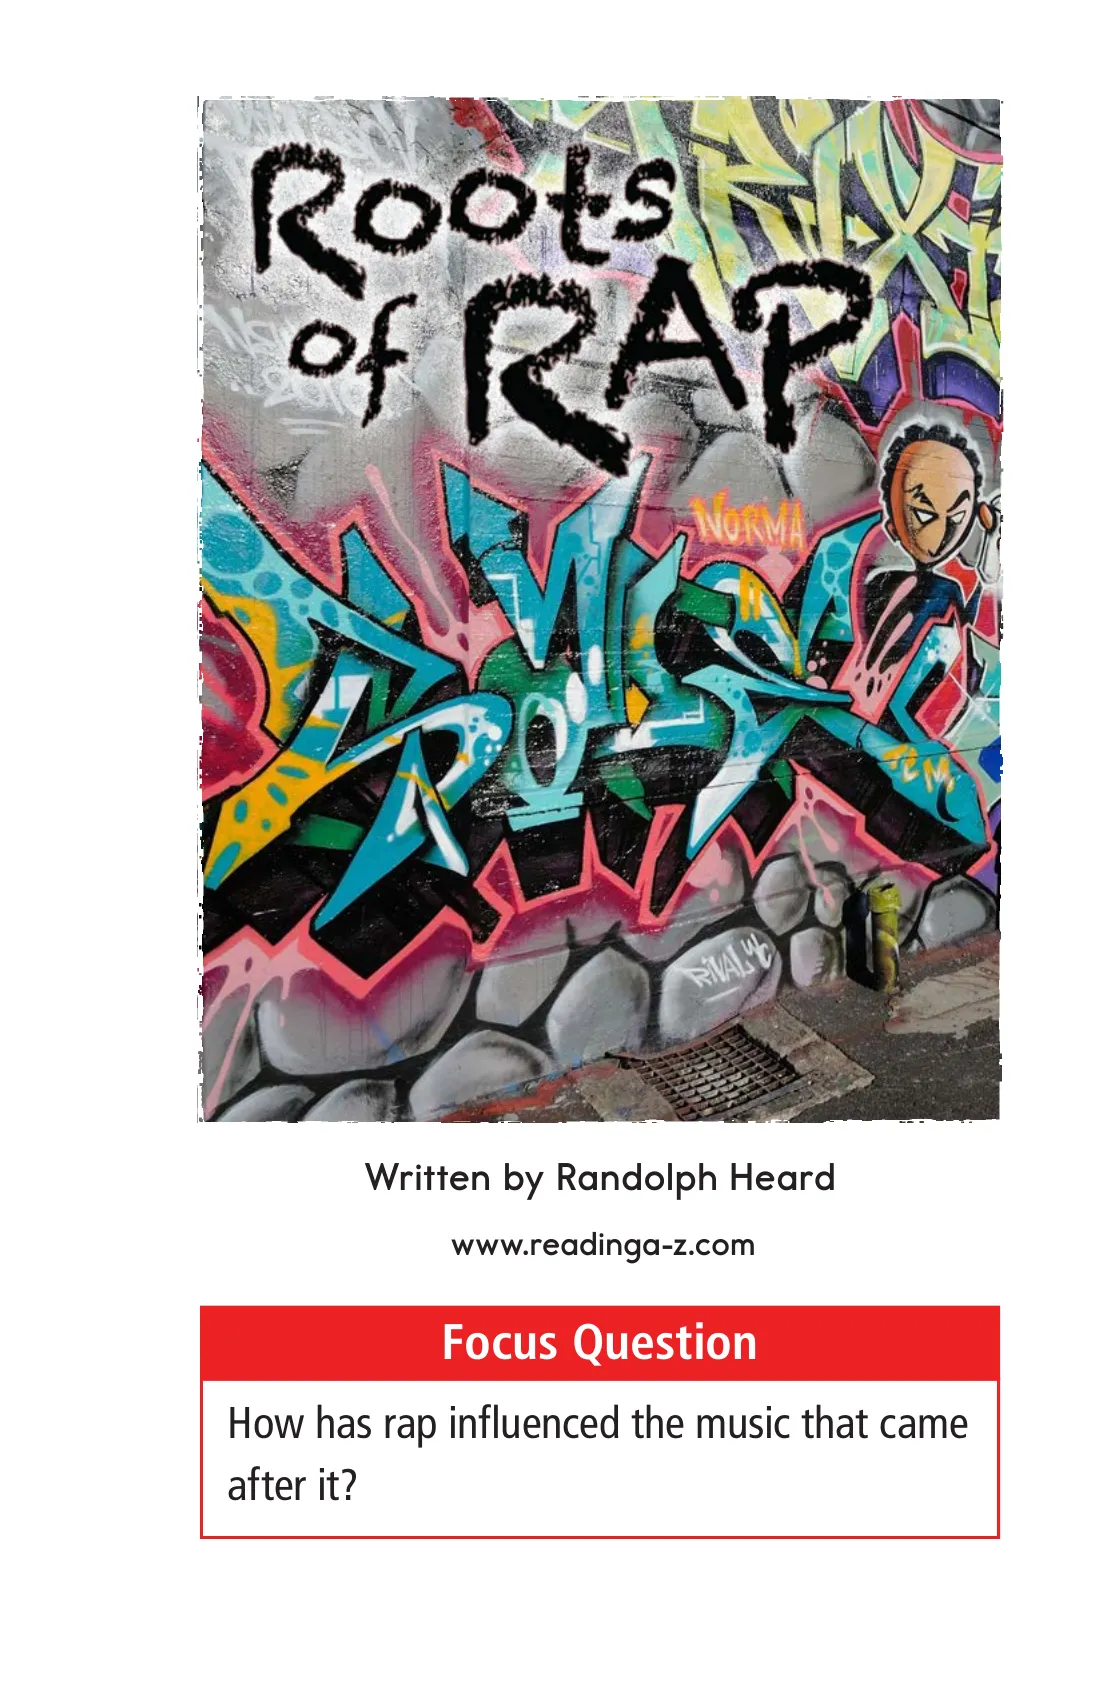 Roots
of RAP
NORMA
TCM
RIVAL
Written by Randolph Heard
www.readinga-z.com
Focus Question
How has rap influenced the music that came
after it?